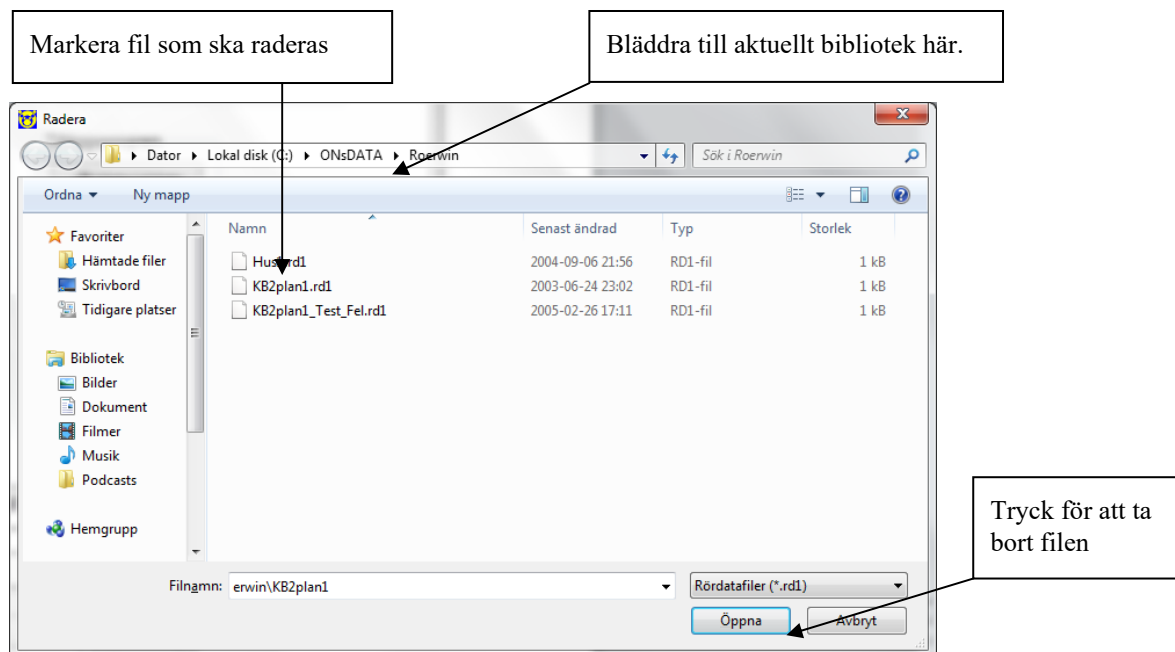 Markera fil som ska raderas
Bläddra till aktuellt bibliotek här.
Radera
Dator Lokal disk (C:) ONsDATA Roerwin
Sök i Roerwin
Ordna Ny mapp
Favoriter
Hämtade filer
Skrivbord
Tidigare platser
Bibliotek
Bilder
Dokument
Filmer
Musik
Podcasts
Hemgrupp
Namn Senast ändrad Typ Storlek
2004-09-06 21:56 RD1-fil 1 kB
KB2plan1.rd1 2003-06-24 23:02 RD1-fil 1 kB
KB2plan1_Test_Fel.rd1 2005-02-26 17:11 RD1-fil 1 kB
Tryck för att ta
bort filen
Filnamn: erwin\KB2plan1 Rördatafiler (*.rd1)
Öppna Avbryt